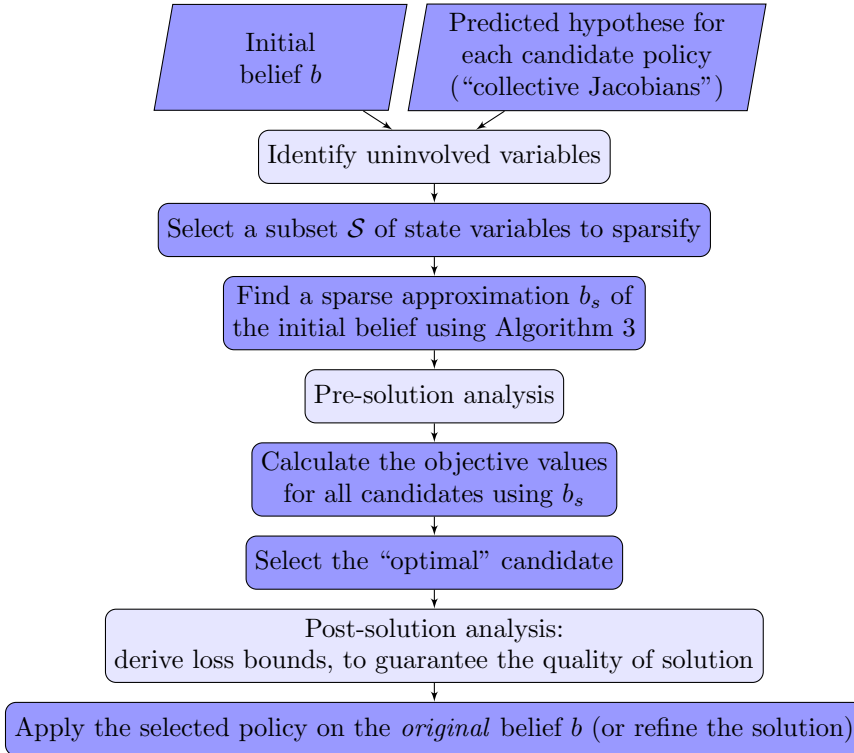 Initial
belief b
Predicted hypothese for
each candidate policy
(“collective Jacobians”)
Identify uninvolved variables
Select a subset 𝒮 of state variables to sparsify
Find a sparse approximation b_s of
the initial belief using Algorithm 3
Pre-solution analysis
Calculate the objective values
for all candidates using b_s
Select the “optimal” candidate
Post-solution analysis:
derive loss bounds, to guarantee the quality of solution
Apply the selected policy on the original belief b (or refine the solution)